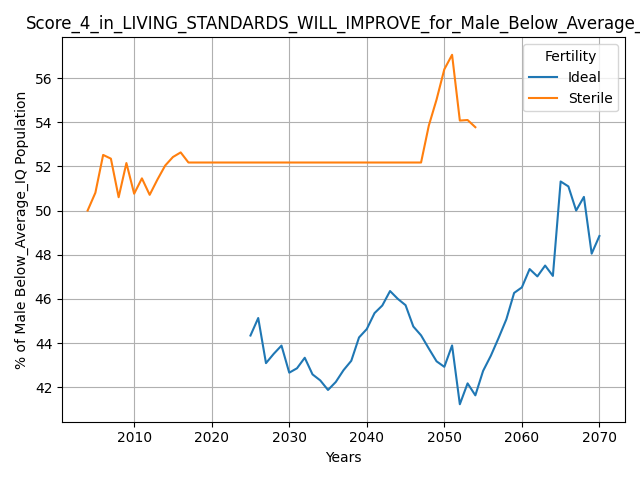 Score_4_in_LIVING_STANDARDS_WILL_IMPROVE_for_Male_Below_Average_
Fertility
Ideal
Sterile
% of Male Below_Average_IQ Population
56
54
52
50
48
46
44
42
2010 2020 2030 2040 2050 2060 2070
Years